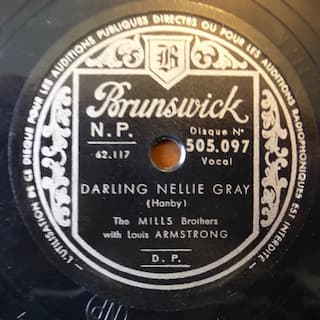 L'UTILISATION DE CE DISQUE POUR LES AUDITIONS PUBLIQUES DIRECTES OU POUR LES AUDITIONS RADIOPHONIQUES EST INTERDITE
B
Brunswick
N.P.
Disque N°
62.117
505.097
Vocal
DARLING NELLIE GRAY
(Hanby)
The MILLS Brothers
with Louis ARMSTRONG
D. P.